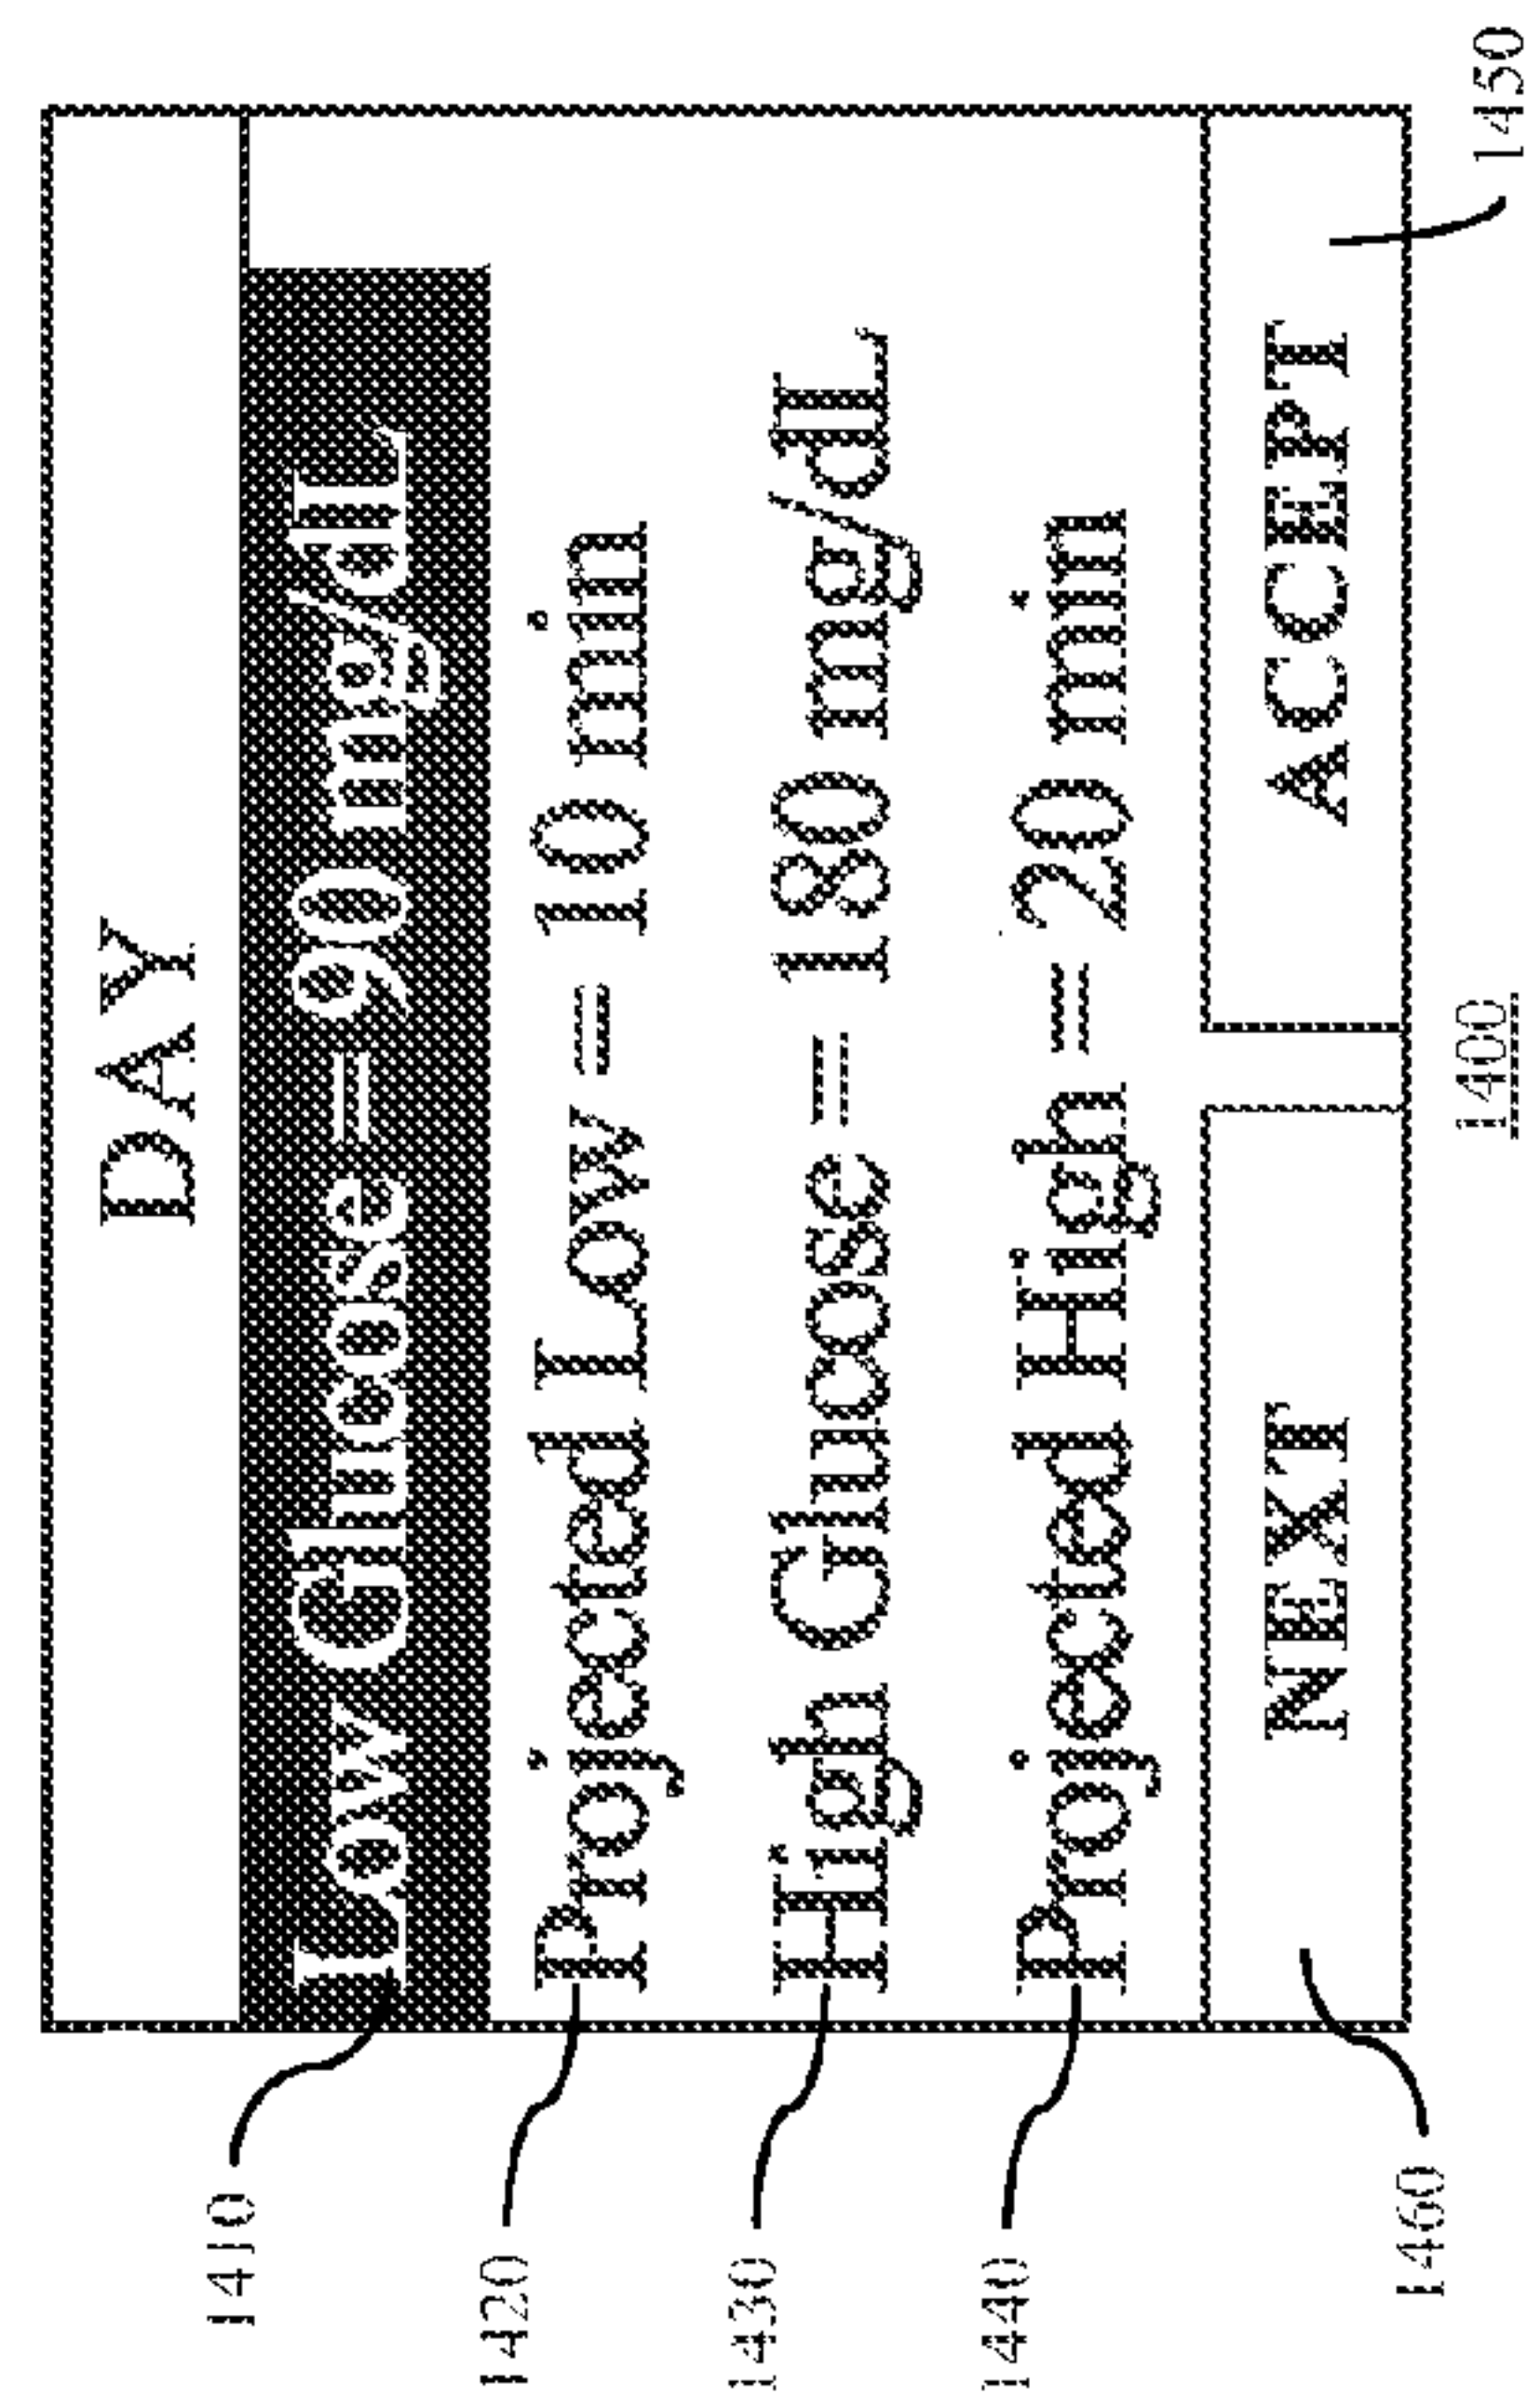 DAY
1410 Low Glucose = 90 mg/dL
1420 Projected Low = 10 min
1430 High Glucose = 180 mg/dL
1440 Projected High = 20 min
NEXT ACCEPT
1460 1450
1400